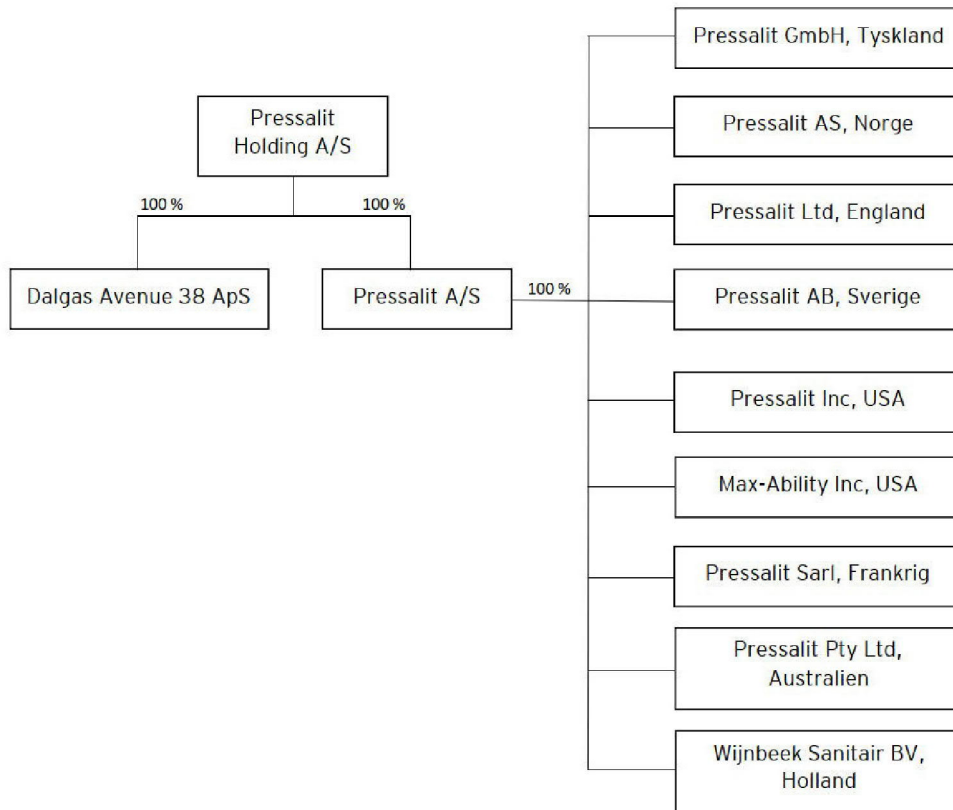 Pressalit
Holding A/S
100 %
100 %
Dalgas Avenue 38 ApS
Pressalit A/S
100 %
Pressalit GmbH, Tyskland
Pressalit AS, Norge
Pressalit Ltd, England
Pressalit AB, Sverige
Pressalit Inc, USA
Max-Ability Inc, USA
Pressalit Sarl, Frankrig
Pressalit Pty Ltd,
Australien
Wijnbeek Sanitair BV,
Holland